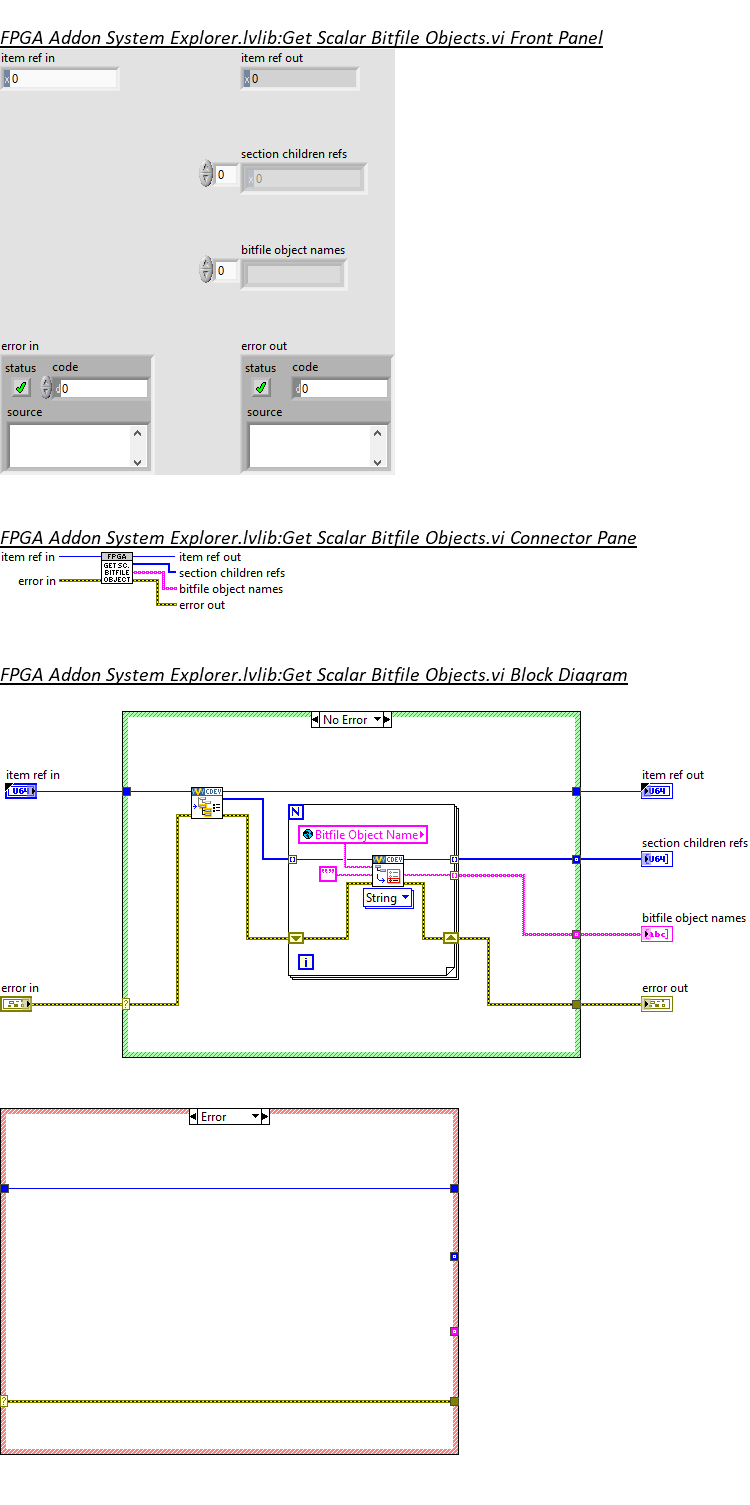 FPGA Addon System Explorer.lvlib:Get Scalar Bitfile Objects.vi Front Panel
item ref in item ref out
x 0 x 0
section children refs
0 x 0
bitfile object names
0
error in error out
status code status code
d 0 d 0
source source
FPGA Addon System Explorer.lvlib:Get Scalar Bitfile Objects.vi Connector Pane
item ref in FPGA item ref out
GET SC. section children refs
error in BITFILE bitfile object names
OBJECT error out
FPGA Addon System Explorer.lvlib:Get Scalar Bitfile Objects.vi Block Diagram
No Error
item ref in item ref out
U64 CDEV U64
N
Bitfile Object Name
section children refs
CDEV U64
""
String
bitfile object names
abc
i
error in error out
?
Error
?